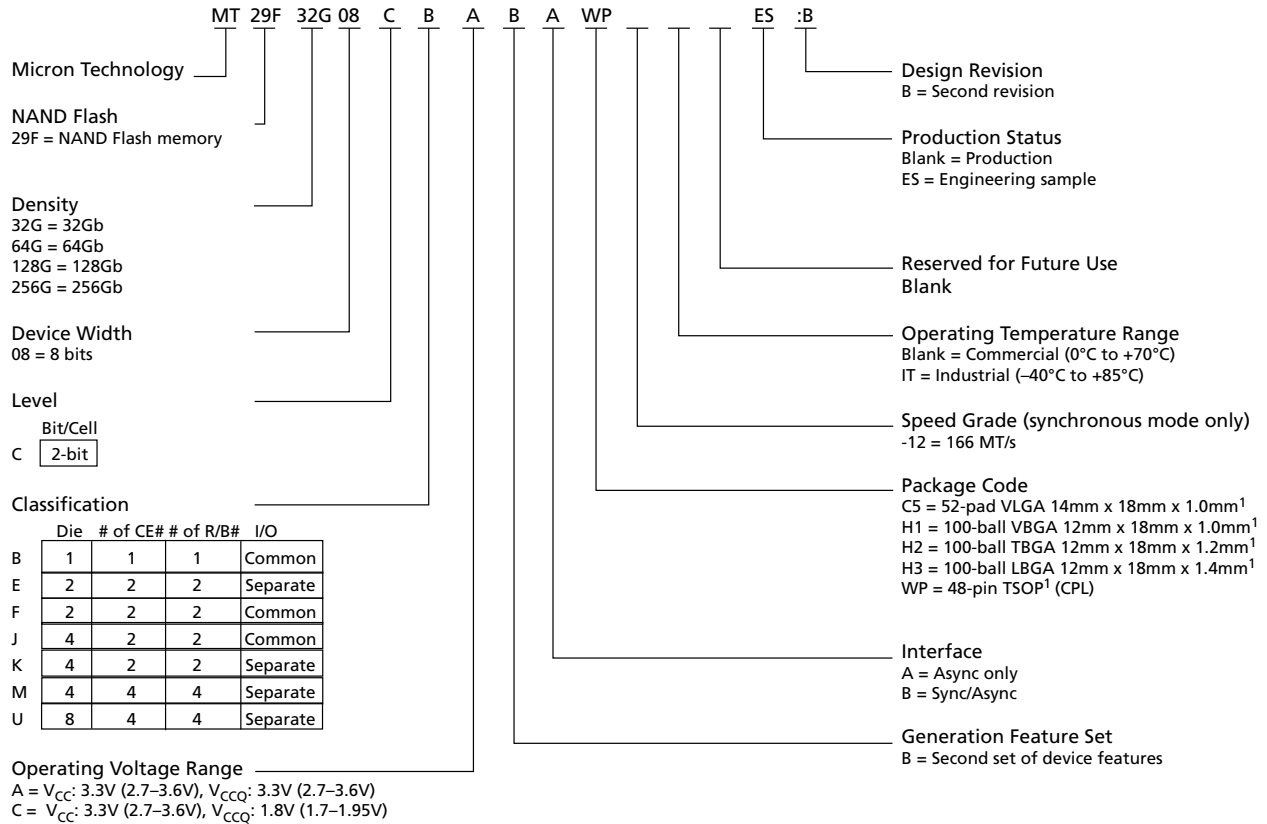 MT 29F 32G 08 C B A B A WP ES :B
Micron Technology
NAND Flash
29F = NAND Flash memory
Density
32G = 32Gb
64G = 64Gb
128G = 128Gb
256G = 256Gb
Device Width
08 = 8 bits
Level
Bit/Cell
C 2-bit
Classification
Die # of CE# # of R/B# I/O
B 1 1 1 Common
E 2 2 2 Separate
F 2 2 2 Common
J 4 2 2 Common
K 4 2 2 Separate
M 4 4 4 Separate
U 8 4 4 Separate
Operating Voltage Range
A = VCC: 3.3V (2.7–3.6V), VCCQ: 3.3V (2.7–3.6V)
C = VCC: 3.3V (2.7–3.6V), VCCQ: 1.8V (1.7–1.95V)
Design Revision
B = Second revision
Production Status
Blank = Production
ES = Engineering sample
Reserved for Future Use
Blank
Operating Temperature Range
Blank = Commercial (0°C to +70°C)
IT = Industrial (–40°C to +85°C)
Speed Grade (synchronous mode only)
-12 = 166 MT/s
Package Code
C5 = 52-pad VLGA 14mm x 18mm x 1.0mm1
H1 = 100-ball VBGA 12mm x 18mm x 1.0mm1
H2 = 100-ball TBGA 12mm x 18mm x 1.2mm1
H3 = 100-ball LBGA 12mm x 18mm x 1.4mm1
WP = 48-pin TSOP1 (CPL)
Interface
A = Async only
B = Sync/Async
Generation Feature Set
B = Second set of device features